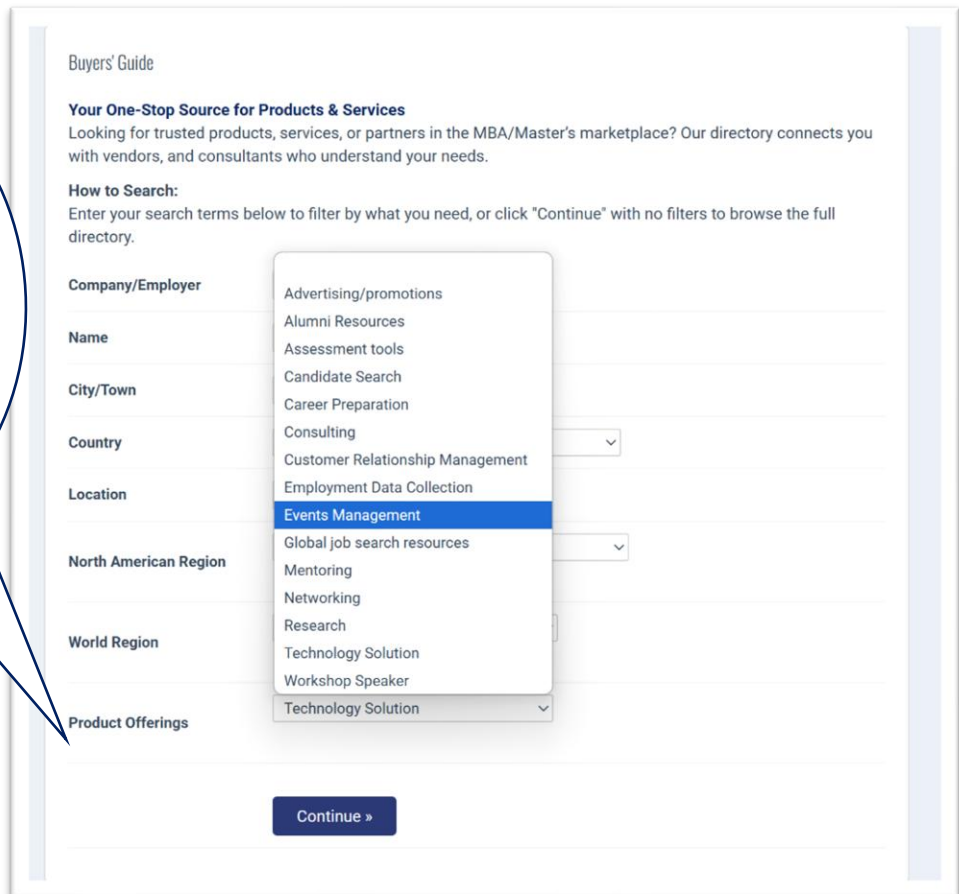 Buyers' Guide
Your One-Stop Source for Products & Services
Looking for trusted products, services, or partners in the MBA/Master's marketplace? Our directory connects you
with vendors, and consultants who understand your needs.
How to Search:
Enter your search terms below to filter by what you need, or click "Continue" with no filters to browse the full
directory.
Company/Employer
Name
City/Town
Country
Location
North American Region
World Region
Product Offerings
Advertising/promotions
Alumni Resources
Assessment tools
Candidate Search
Career Preparation
Consulting
Customer Relationship Management
Employment Data Collection
Events Management
Global job search resources
Mentoring
Networking
Research
Technology Solution
Workshop Speaker
Technology Solution
Continue »